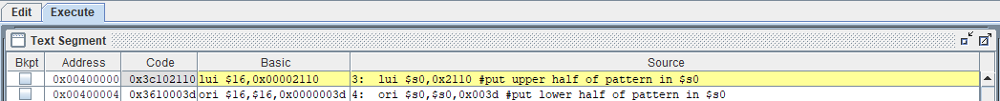 Edit Execute
Text Segment
Bkpt Address Code Basic Source
0x00400000 0x3c102110 lui $16,0x00002110 3: lui $s0,0x2110 #put upper half of pattern in $s0
0x00400004 0x3610003d ori $16,$16,0x0000003d 4: ori $s0,$s0,0x003d #put lower half of pattern in $s0